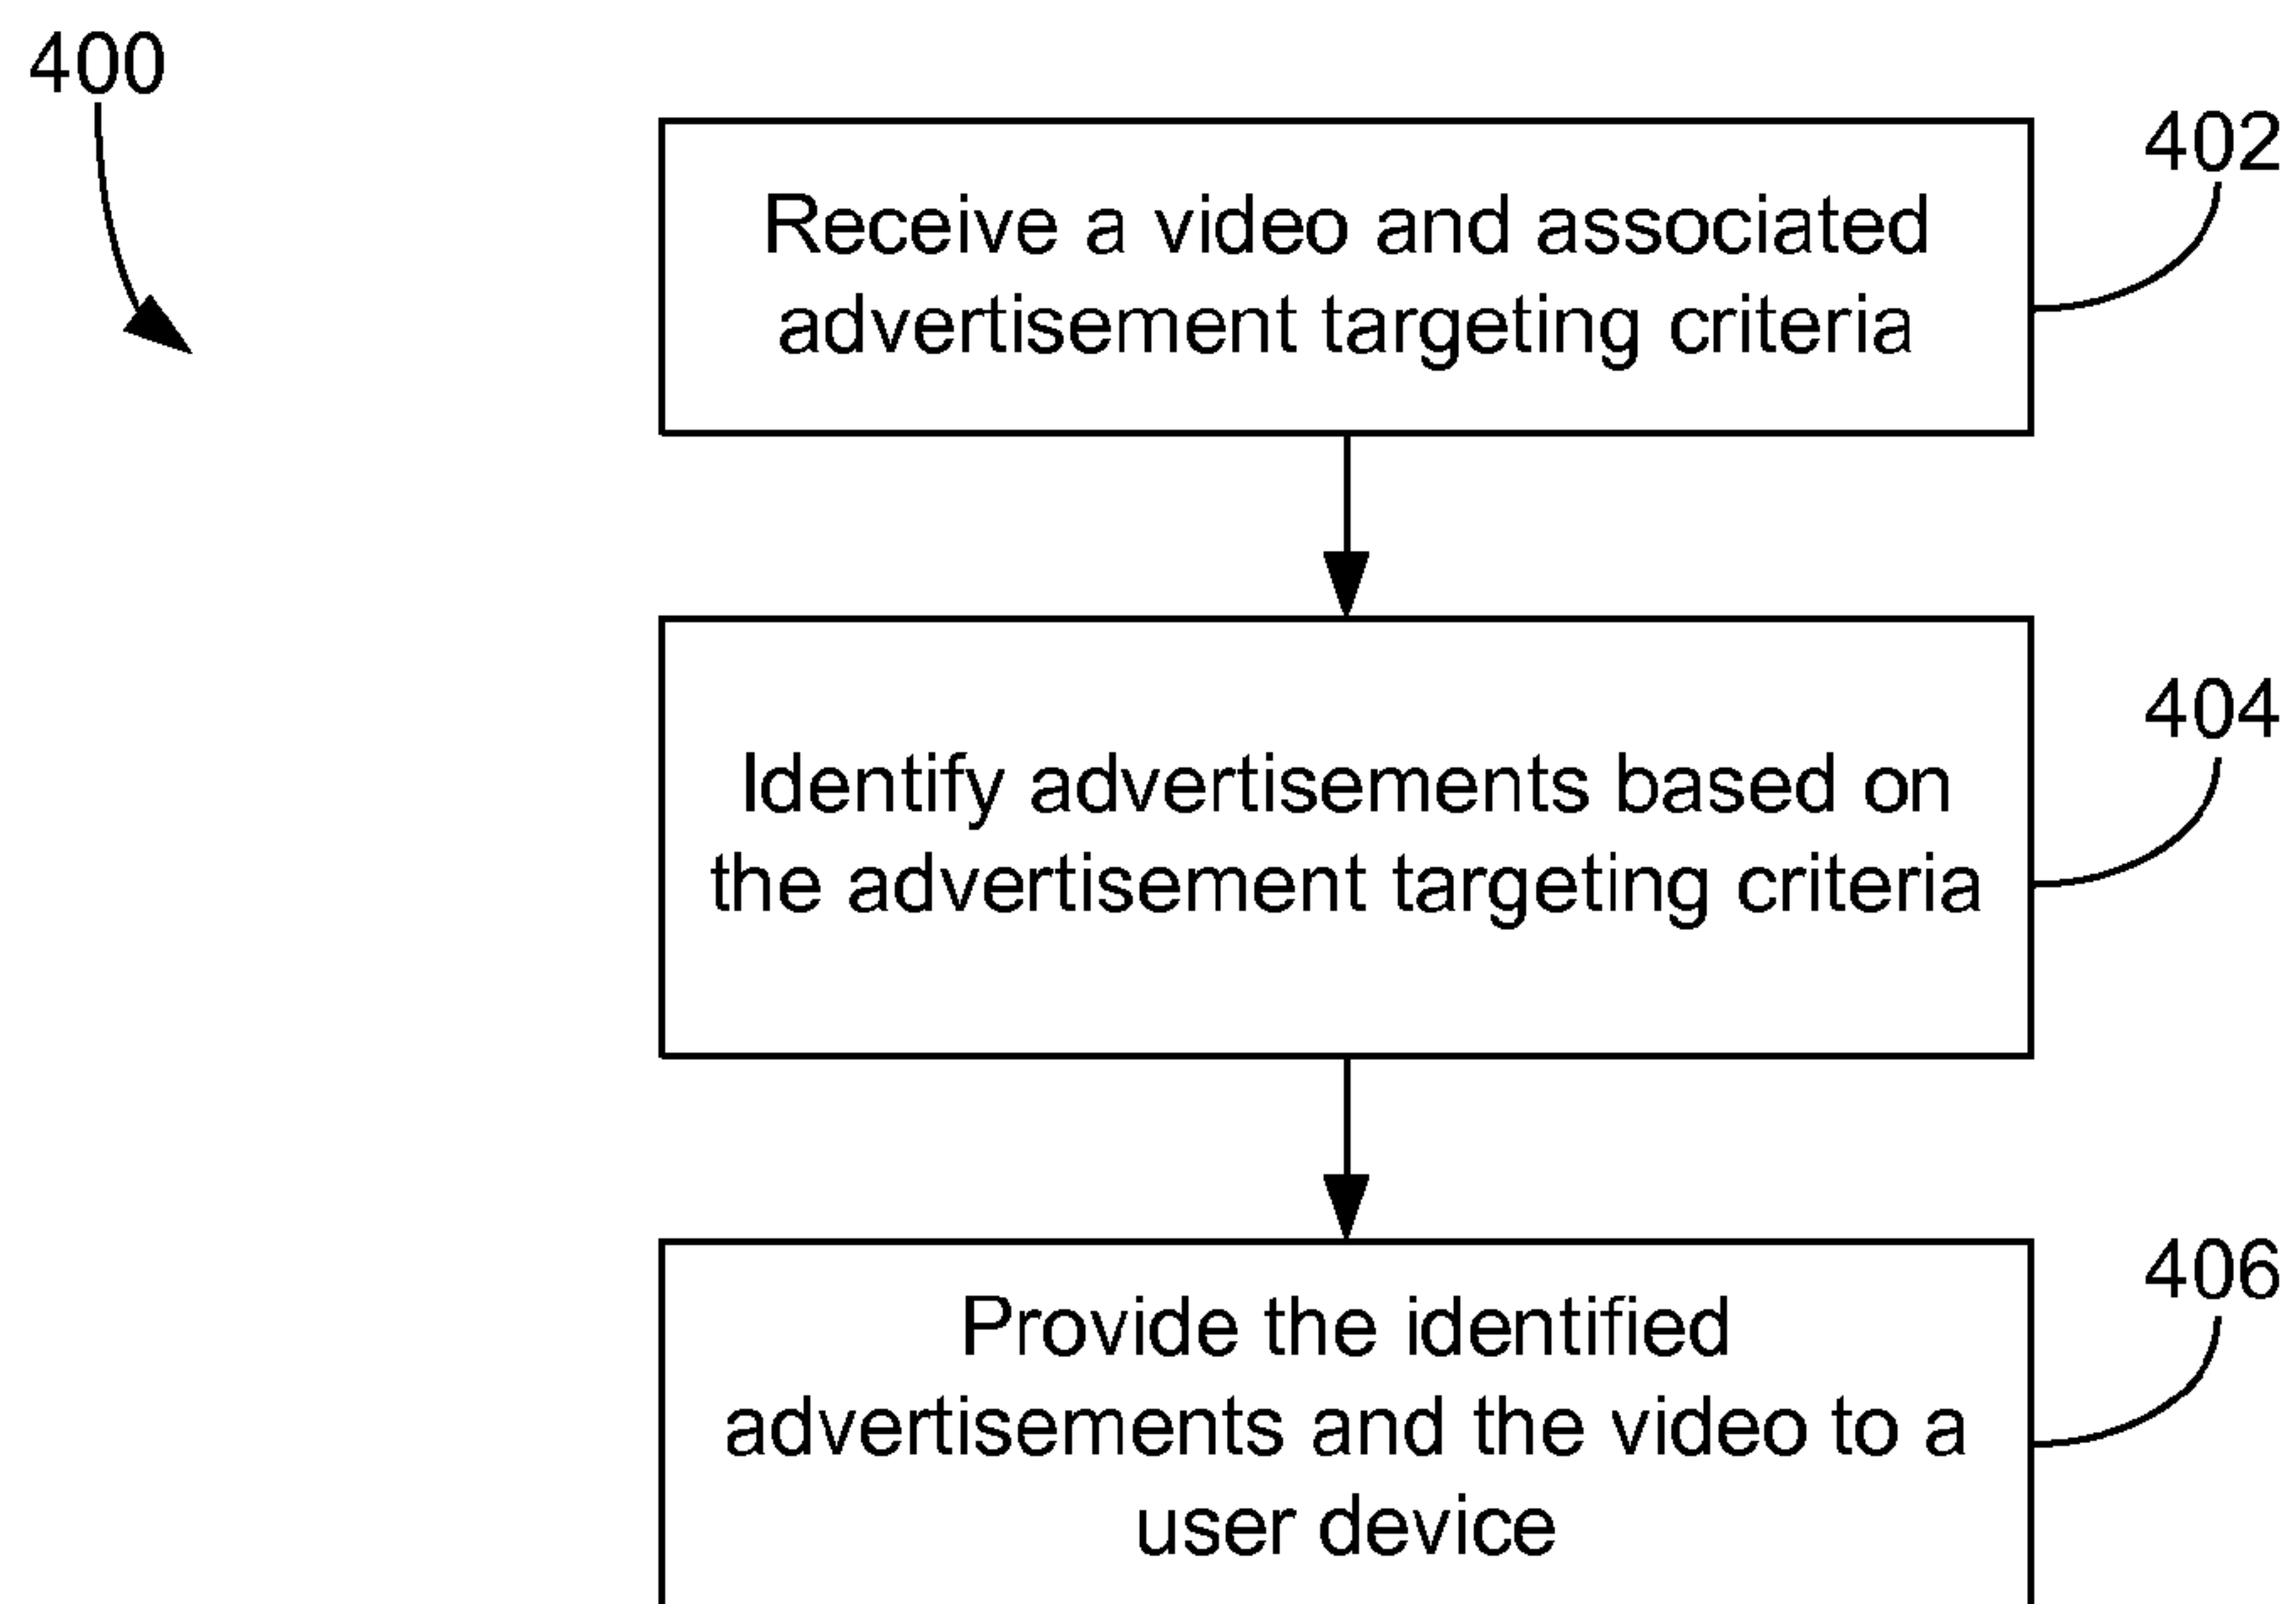 400
402
Receive a video and associated
advertisement targeting criteria
404
Identify advertisements based on
the advertisement targeting criteria
406
Provide the identified
advertisements and the video to a
user device